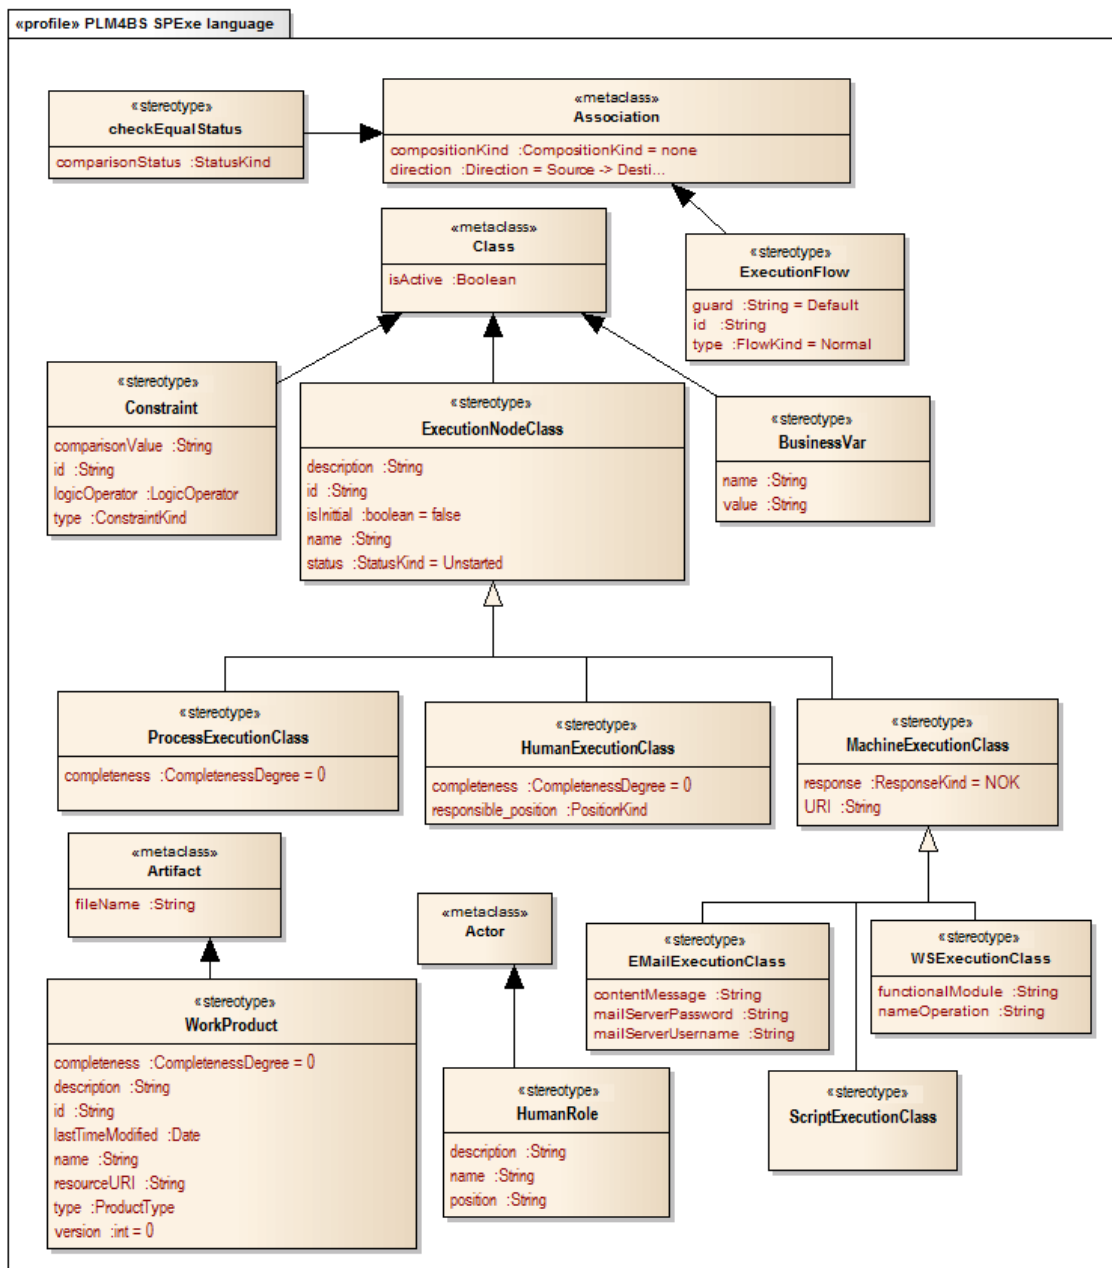 «profile» PLM4BS SPExe language
«stereotype»
checkEqualStatus
comparisonStatus :StatusKind
«metaclass»
Association
compositionKind :CompositionKind = none
direction :Direction = Source -> Desti...
«metaclass»
Class
isActive :Boolean
«stereotype»
ExecutionFlow
guard :String = Default
id :String
type :FlowKind = Normal
«stereotype»
Constraint
comparisonValue :String
id :String
logicOperator :LogicOperator
type :ConstraintKind
«stereotype»
ExecutionNodeClass
description :String
id :String
isInittial :boolean = false
name :String
status :StatusKind = Unstarted
«stereotype»
BusinessVar
name :String
value :String
«stereotype»
ProcessExecutionClass
completeness :CompletenessDegree = 0
«stereotype»
HumanExecutionClass
completeness :CompletenessDegree = 0
responsible_position :PositionKind
«stereotype»
MachineExecutionClass
response :ResponseKind = NOK
URI :String
«metaclass»
Artifact
fileName :String
«metaclass»
Actor
«stereotype»
EMailExecutionClass
contentMessage :String
mailServerPassword :String
mailServerUsername :String
«stereotype»
WSExecutionClass
functionalModule :String
nameOperation :String
«stereotype»
WorkProduct
completeness :CompletenessDegree = 0
description :String
id :String
lastTimeModified :Date
name :String
resourceURI :String
type :ProductType
version :int = 0
«stereotype»
HumanRole
description :String
name :String
position :String
«stereotype»
ScriptExecutionClass